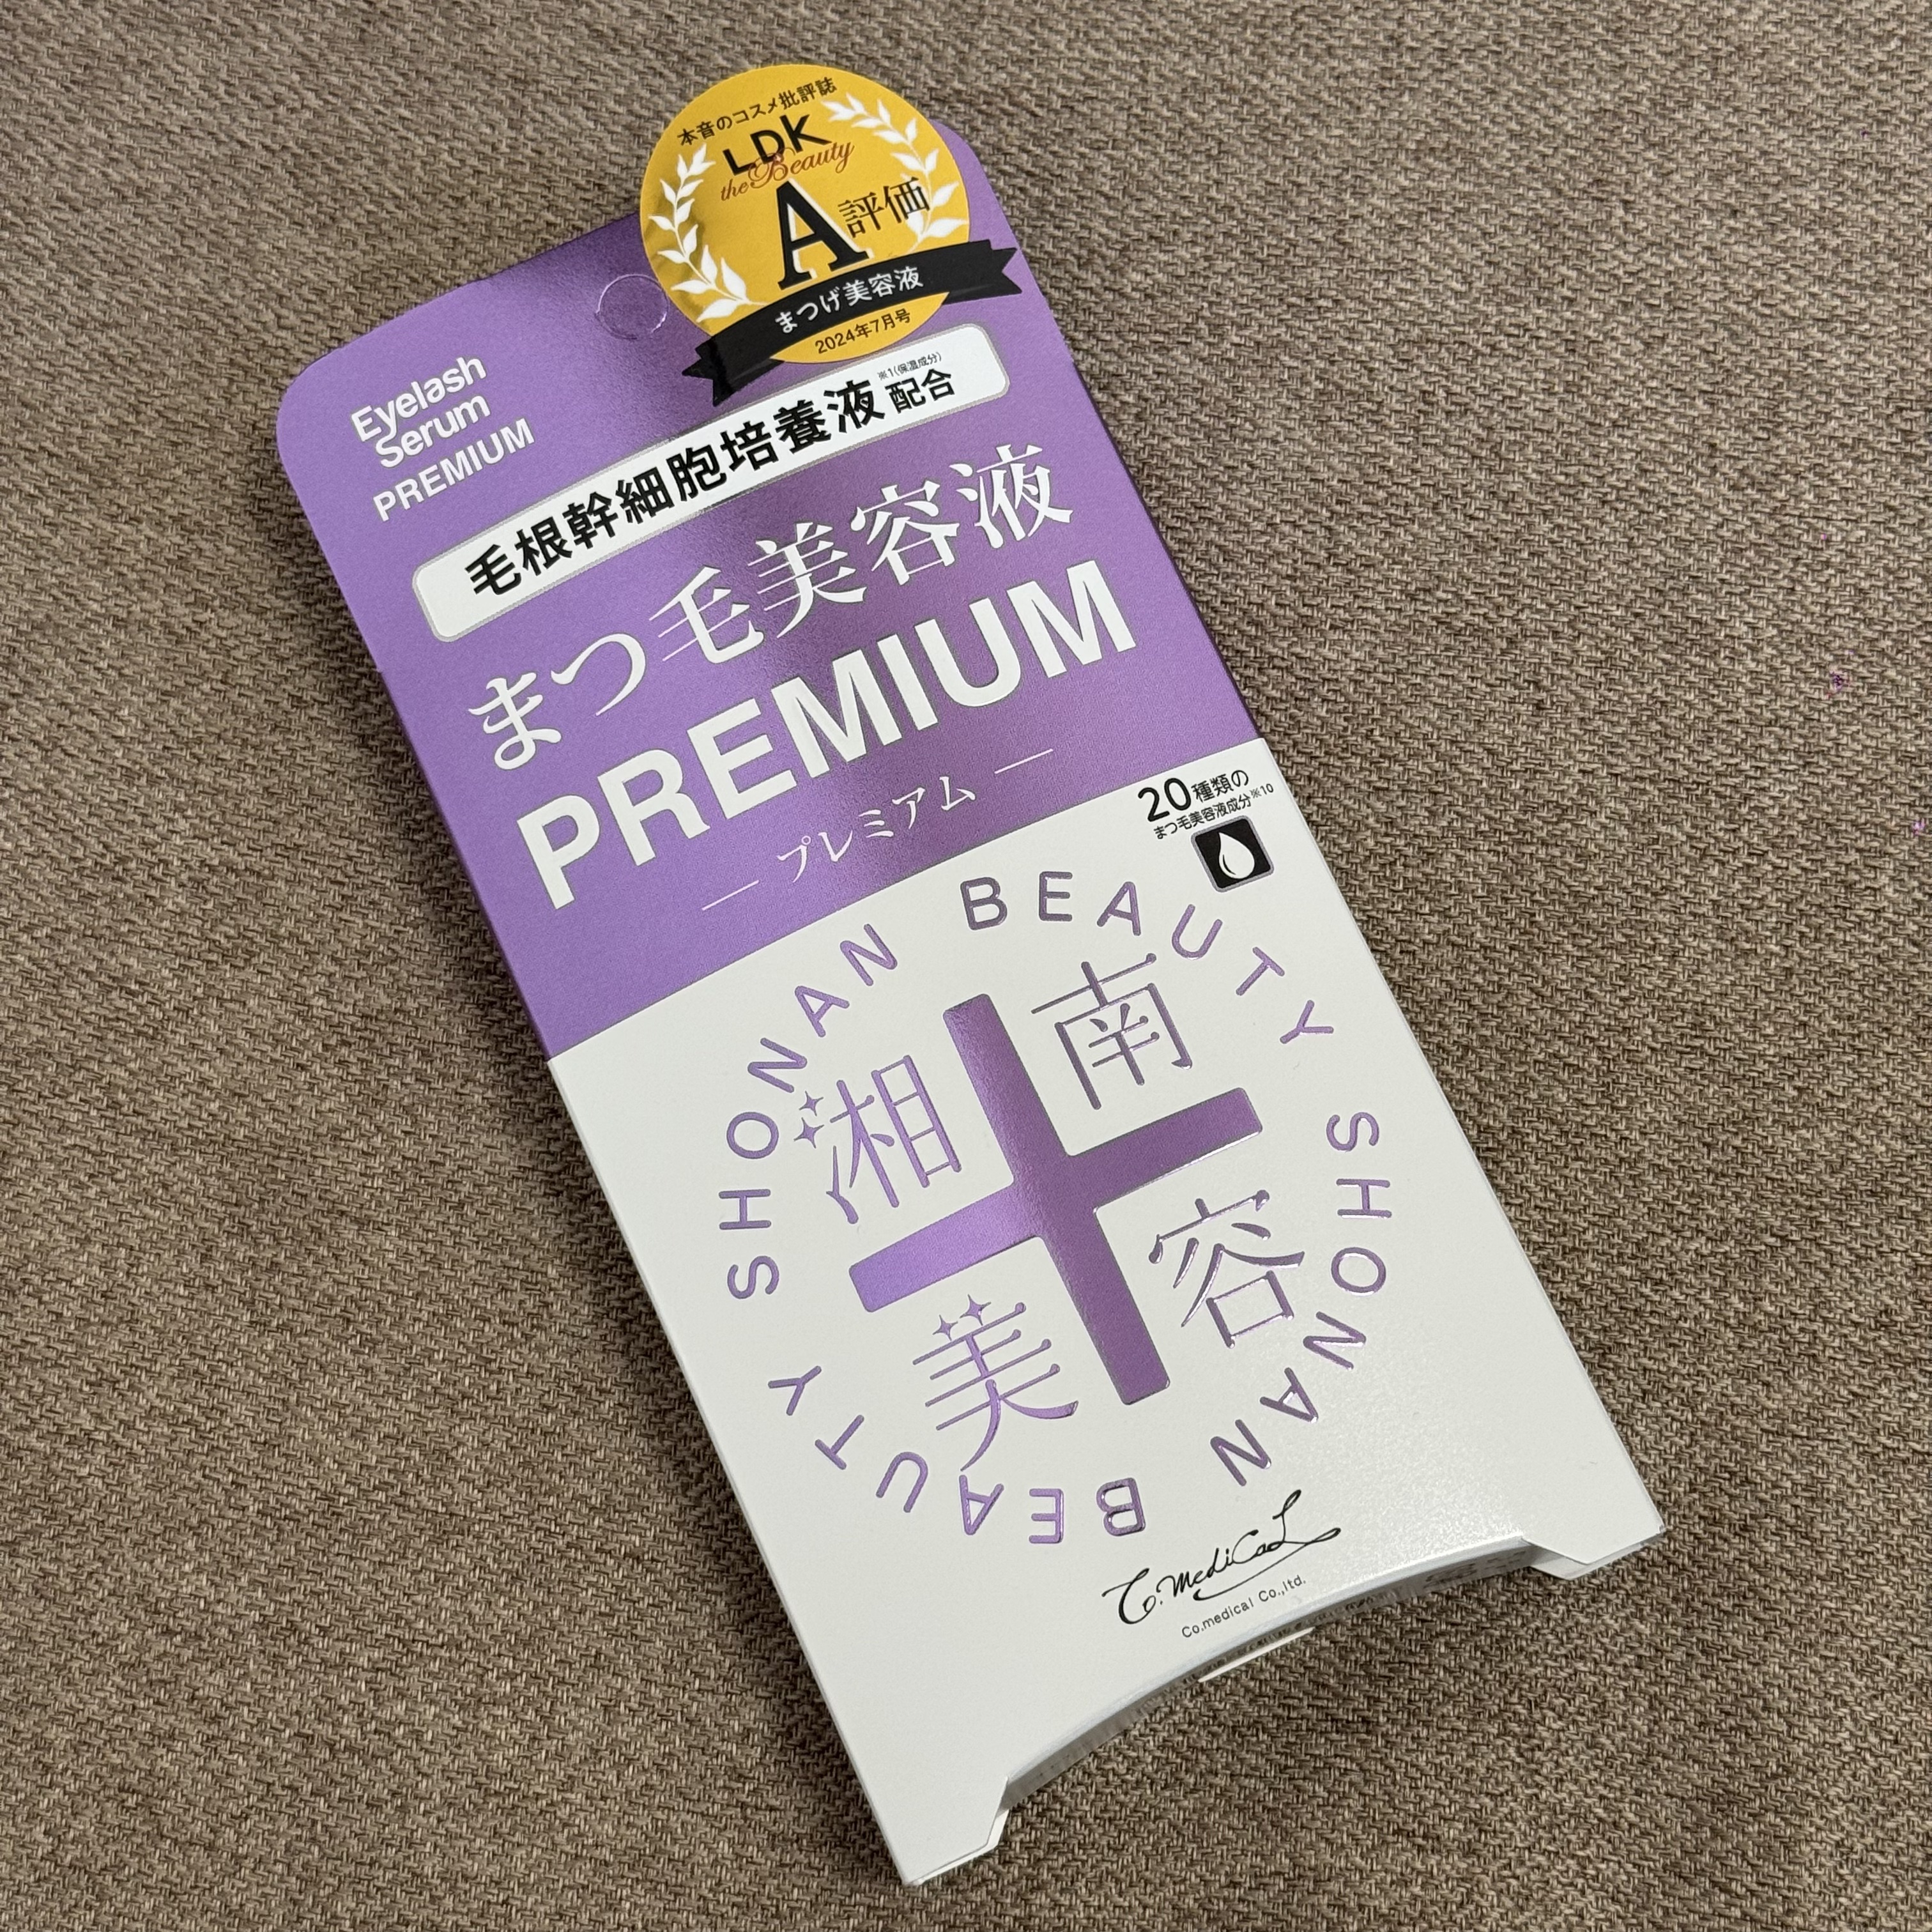 本音のコスメ批評誌
LDK
the Beauty
A評価
まつげ美容液
2024年7月号
Eyelash
Serum
PREMIUM
毛根幹細胞培養液※1(保湿成分)配合
まつ毛美容液
PREMIUM
プレミアム
20種類の
まつ毛美容液成分※10
SHONAN BEAUTY SHONAN BEAUTY
湘南
美容
Co.medical
Co.medical Co.,ltd.